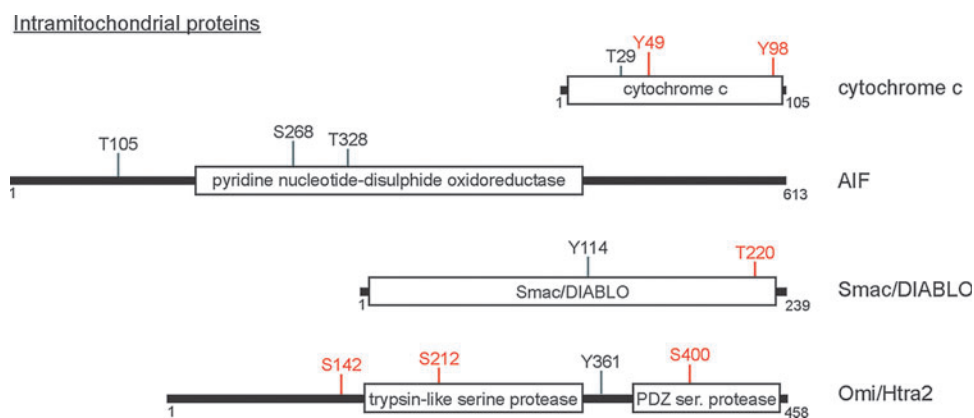 Intramitochondrial proteins
Y49 Y98
T29
cytochrome c cytochrome c
1 105
S268
T105 T328
pyridine nucleotide-disulphide oxidoreductase AIF
1 613
Y114 T220
Smac/DIABLO Smac/DIABLO
1 239
S142 S212 Y361 S400
trypsin-like serine protease PDZ ser. protease Omi/Htra2
1 458